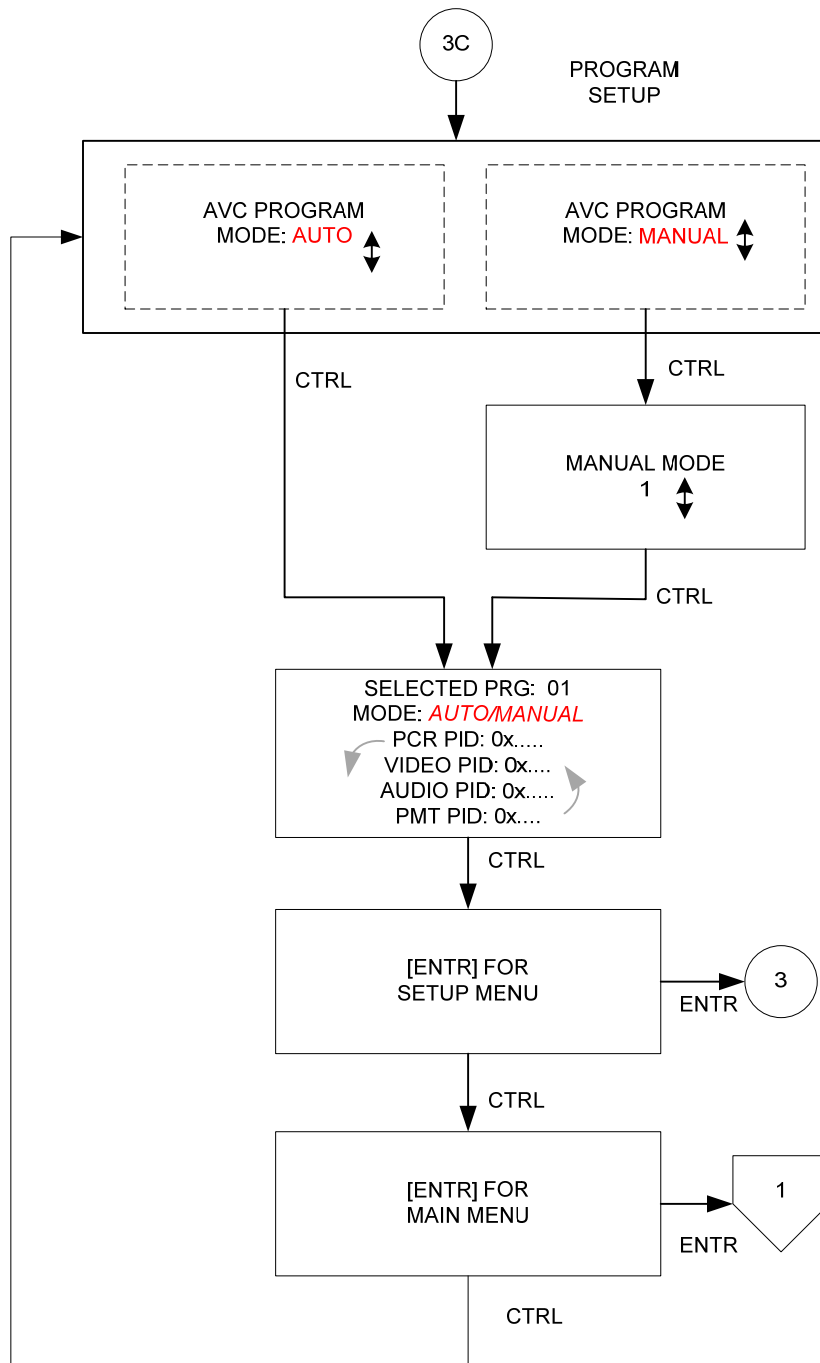 3C
PROGRAM
SETUP
AVC PROGRAM
MODE: AUTO
AVC PROGRAM
MODE: MANUAL
CTRL
CTRL
MANUAL MODE
1
CTRL
SELECTED PRG: 01
MODE: AUTO/MANUAL
PCR PID: 0x.....
VIDEO PID: 0x....
AUDIO PID: 0x.....
PMT PID: 0x....
CTRL
[ENTR] FOR
SETUP MENU
ENTR
3
CTRL
[ENTR] FOR
MAIN MENU
ENTR
1
CTRL